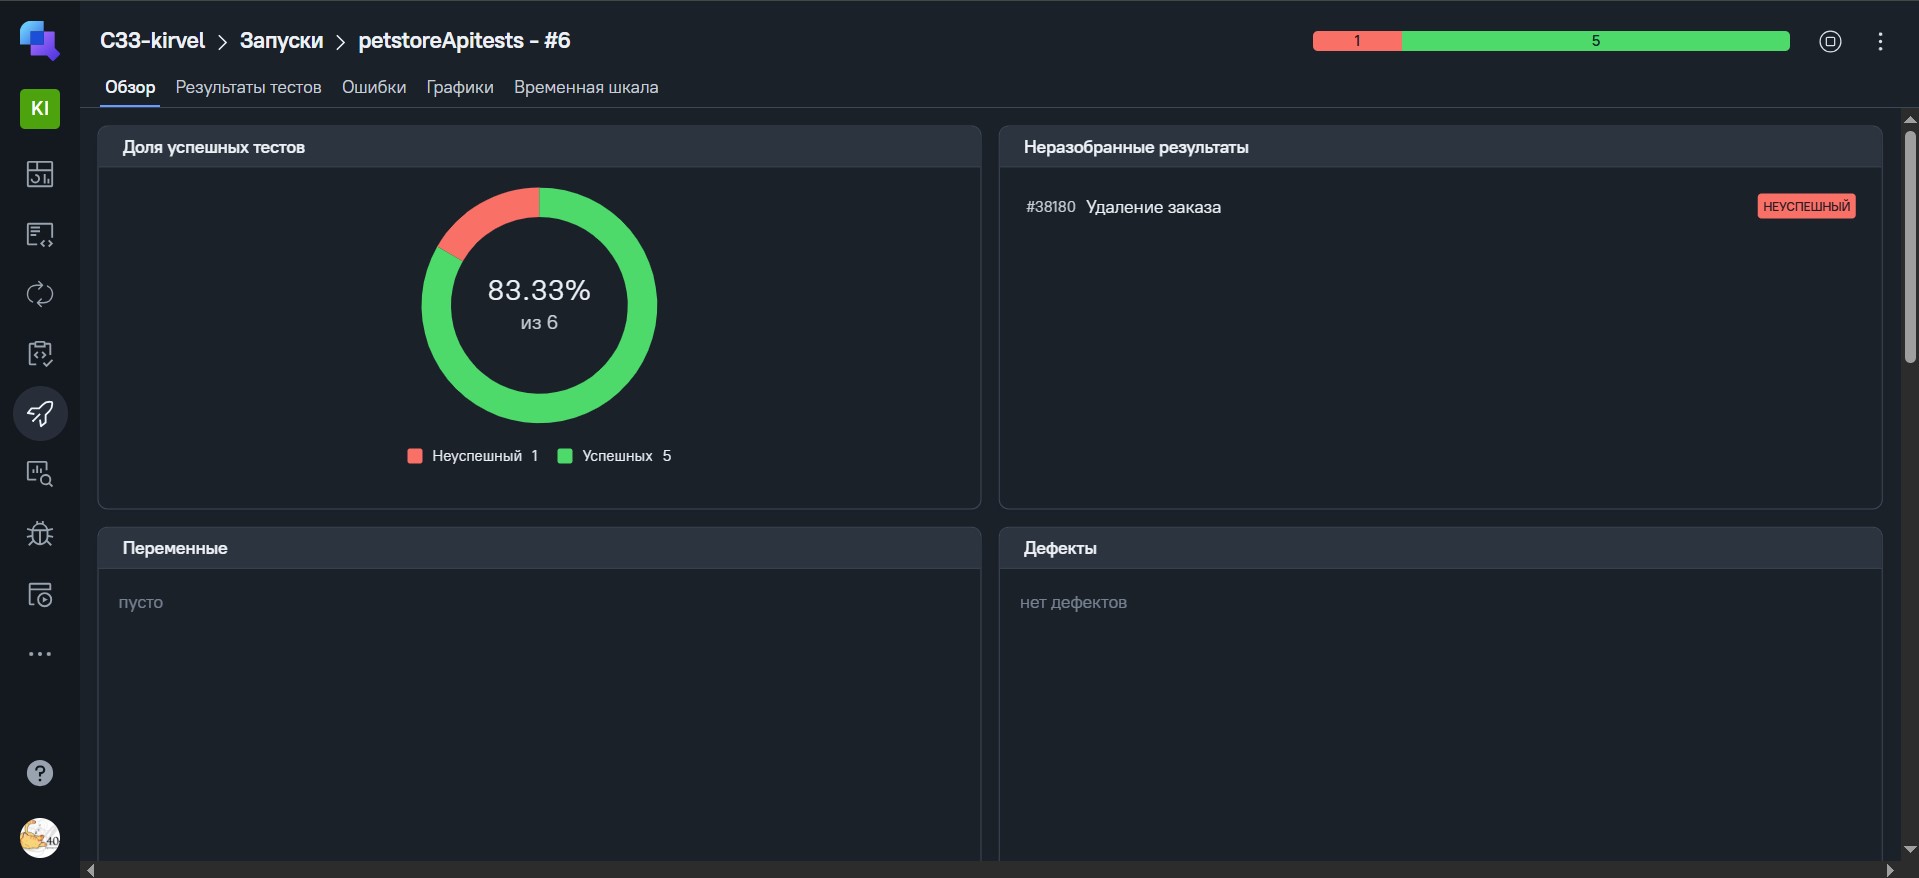 C33-kirvel > Запуски > petstoreApitests - #6
1
5
KI
Обзор Результаты тестов Ошибки Графики Временная шкала
Доля успешных тестов
83.33%
из 6
Неуспешный 1 Успешных 5
Неразобранные результаты
#38180 Удаление заказа НЕУСПЕШНЫЙ
Переменные
пусто
Дефекты
нет дефектов
?
40